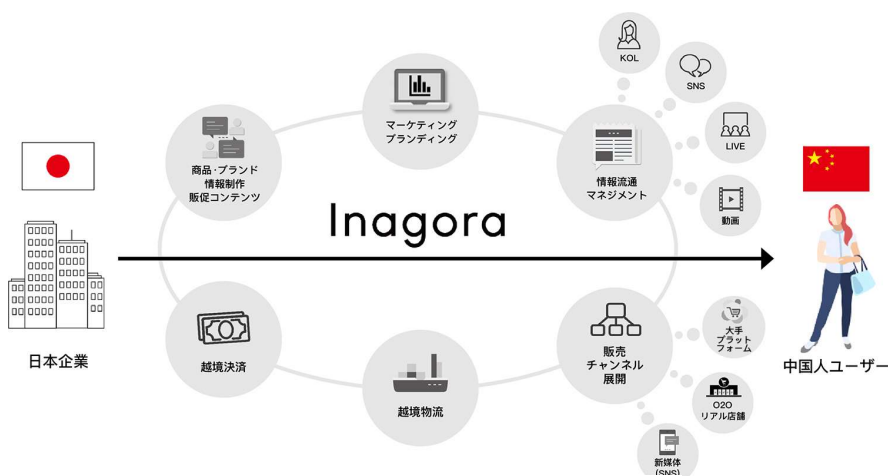 KOL
SNS
マーケティング
ブランディング
LIVE
商品・ブランド
情報制作
販促コンテンツ
情報流通
マネジメント
動画
Inagora
日本企業
中国人ユーザー
越境決済
越境物流
販売
チャンネル
展開
大手
プラット
フォーム
O2O
リアル店舗
新媒体
(SNS)